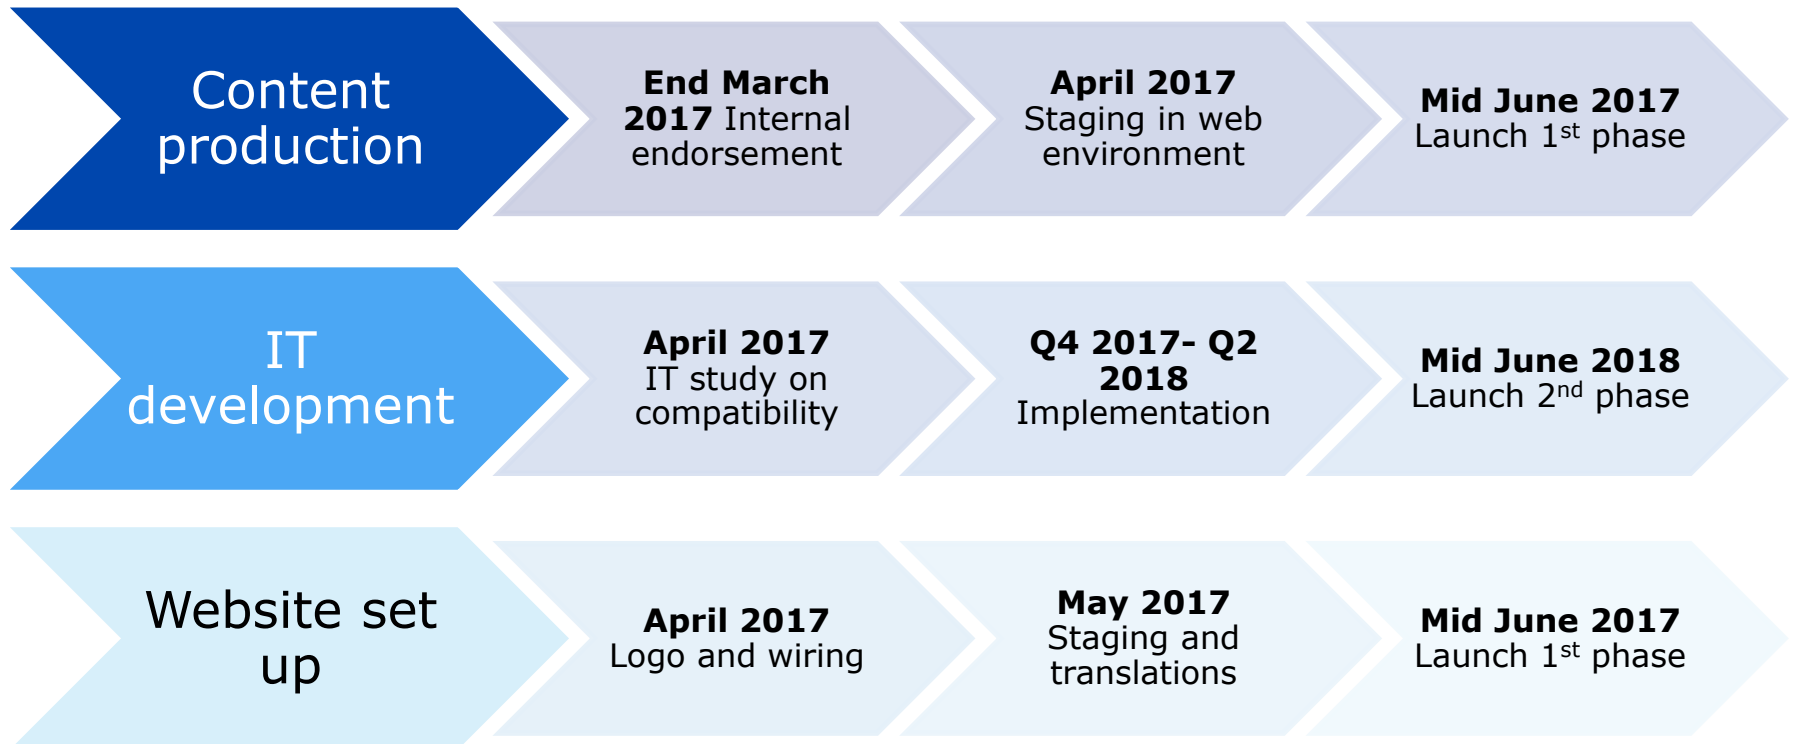 Content
production
End March
2017 Internal
endorsement
April 2017
Staging in web
environment
Mid June 2017
Launch 1st phase
IT
development
April 2017
IT study on
compatibility
Q4 2017- Q2
2018
Implementation
Mid June 2018
Launch 2nd phase
Website set
up
April 2017
Logo and wiring
May 2017
Staging and
translations
Mid June 2017
Launch 1st phase